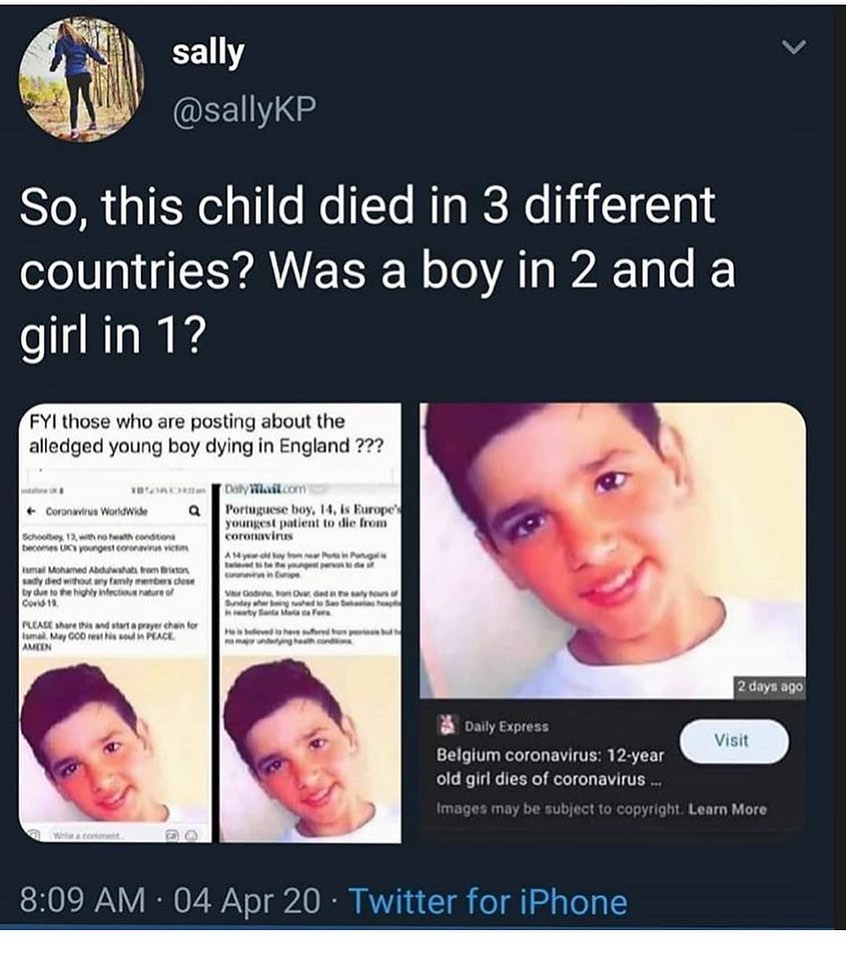 sally
@sallyKP
So, this child died in 3 different
countries? Was a boy in 2 and a
girl in 1?
FYI those who are posting about the
alledged young boy dying in England ???
← Coronavirus WorldWide
Schoolboy, 13, with no health conditions
becomes UK's youngest coronavirus victim
Ismail Mohamed Abdulwahab from Brixton,
sadly died without any family members close
by due to the highly infectious nature of
Covid-19.
PLEASE share this and start a prayer chain for
Ismail. May GOD rest his soul in PEACE.
AMEEN
Write a comment...
Daily Mail.com
Portuguese boy, 14, is Europe's
youngest patient to die from
coronavirus
A 14-year-old boy from near Porto in Portugal is
believed to be the youngest person to die of
coronavirus in Europe.
Vitor Godinho, from Ovar, died in the early hours of
Sunday after being rushed to Sao Sebastiao hospita
in nearby Santa Maria da Feira.
He is believed to have suffered from psoriasis but h
no major underlying health conditions.
2 days ago
Daily Express
Visit
Belgium coronavirus: 12-year
old girl dies of coronavirus ...
Images may be subject to copyright. Learn More
8:09 AM · 04 Apr 20 · Twitter for iPhone